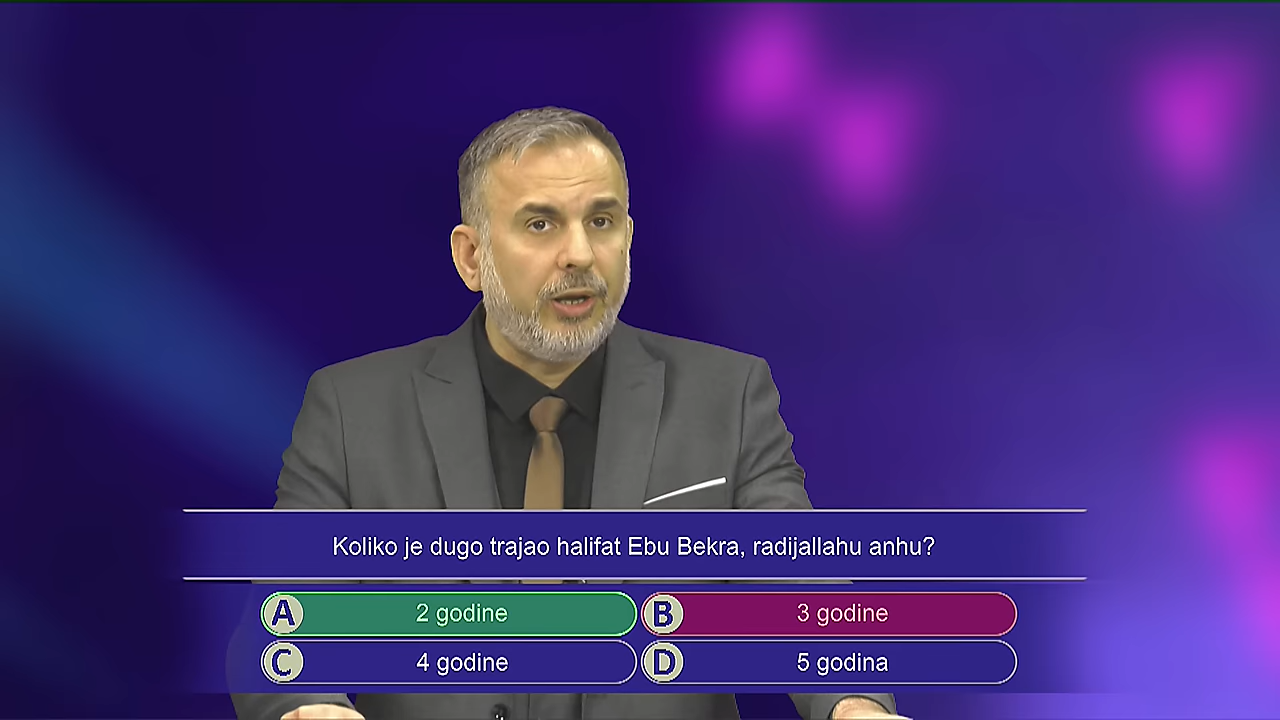 Koliko je dugo trajao halifat Ebu Bekra, radijallahu anhu?
A 2 godine
B 3 godine
C 4 godine
D 5 godina